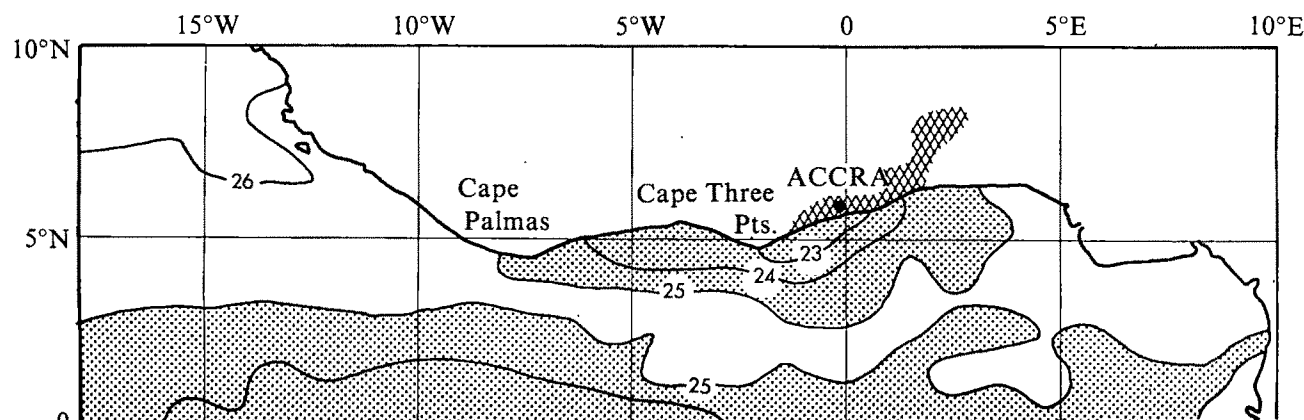 15°W 10°W 5°W 0 5°E 10°E
10°N
26
Cape
Palmas
Cape Three
Pts.
ACCRA
5°N
23
24
25
25
0